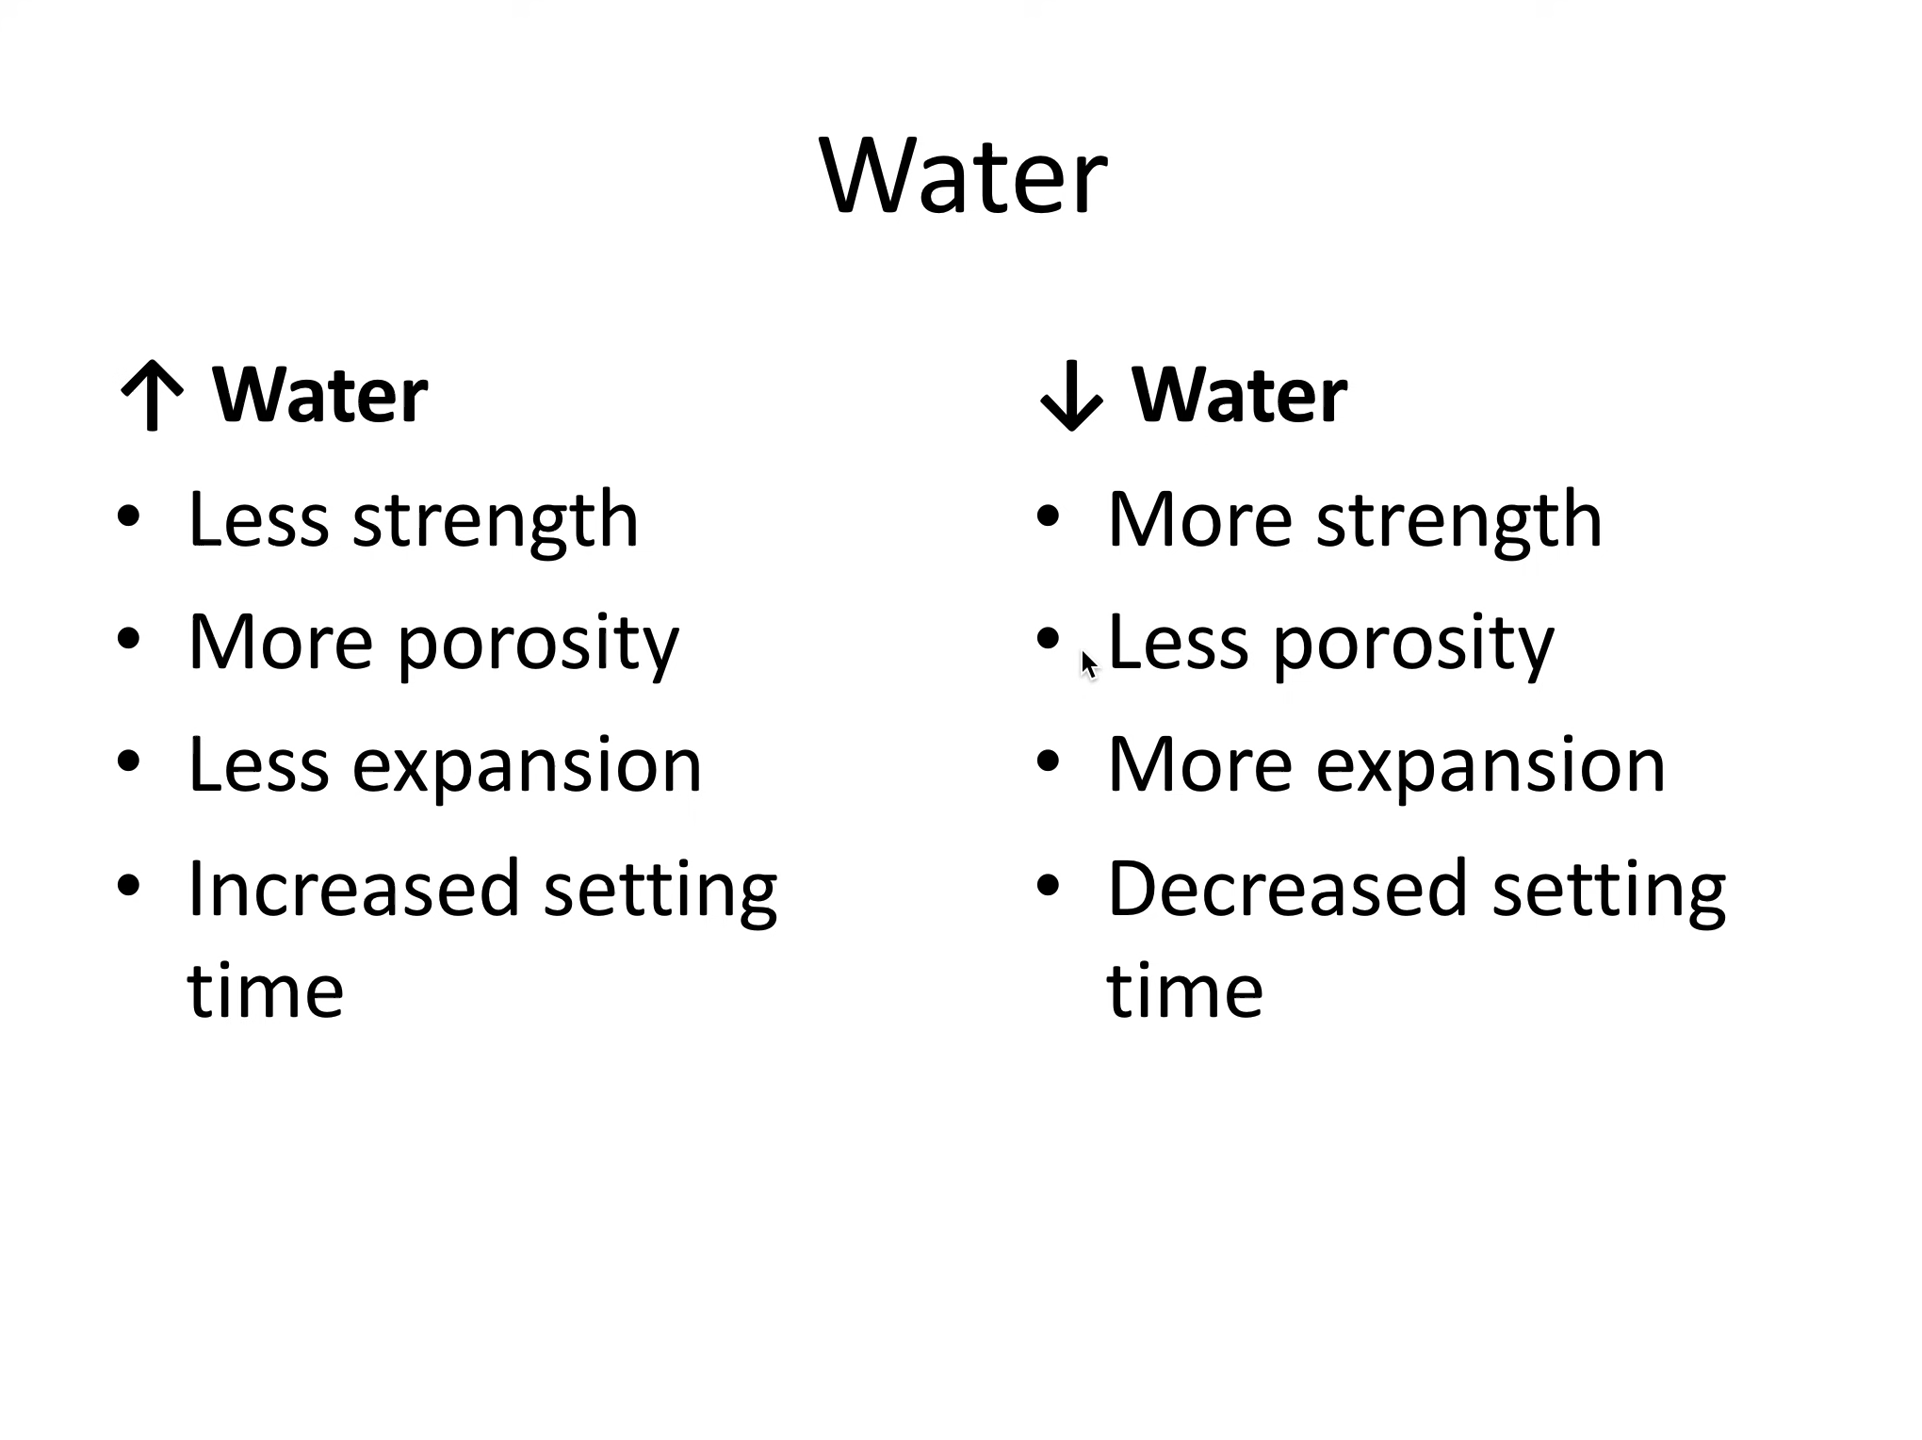 Water
↑ Water
• Less strength
• More porosity
• Less expansion
• Increased setting
time
↓ Water
• More strength
• Less porosity
• More expansion
• Decreased setting
time